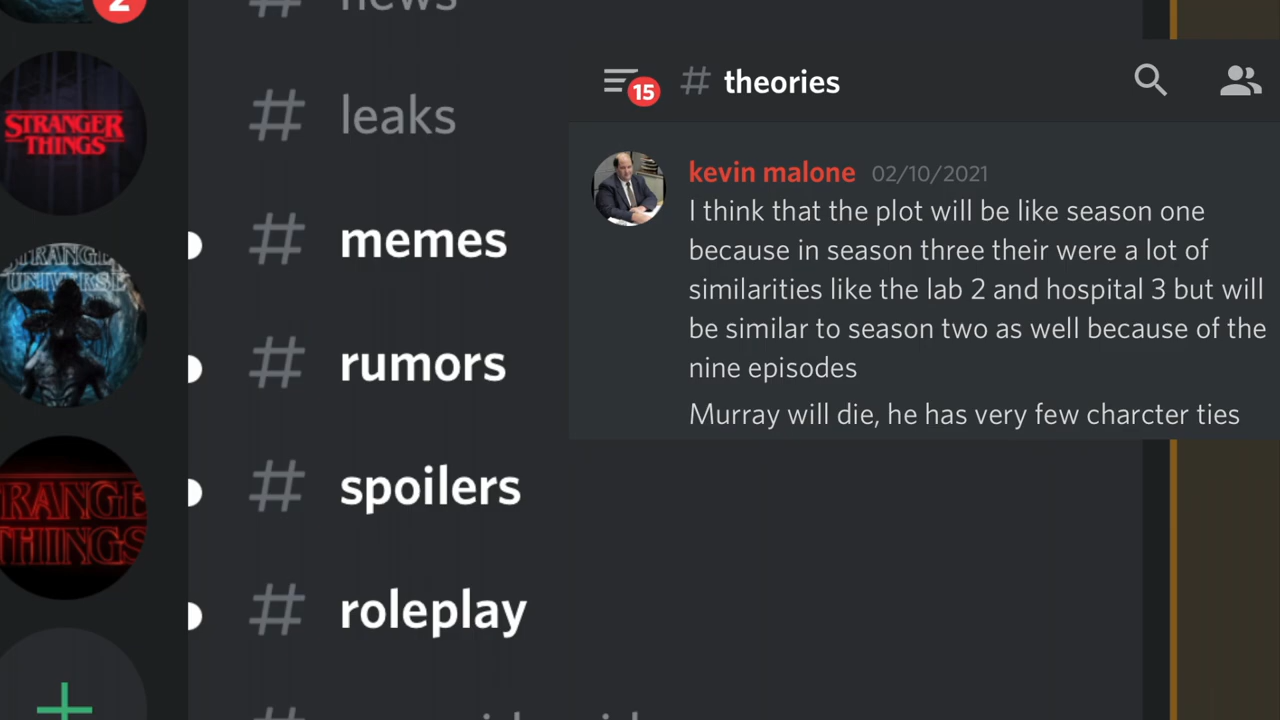 2
# news
# leaks
# memes
# rumors
# spoilers
# roleplay
STRANGER
THINGS
STRANGE
UNIVERSE
RANGE
THINGS
15
# theories
kevin malone 02/10/2021
I think that the plot will be like season one
because in season three their were a lot of
similarities like the lab 2 and hospital 3 but will
be similar to season two as well because of the
nine episodes
Murray will die, he has very few charcter ties